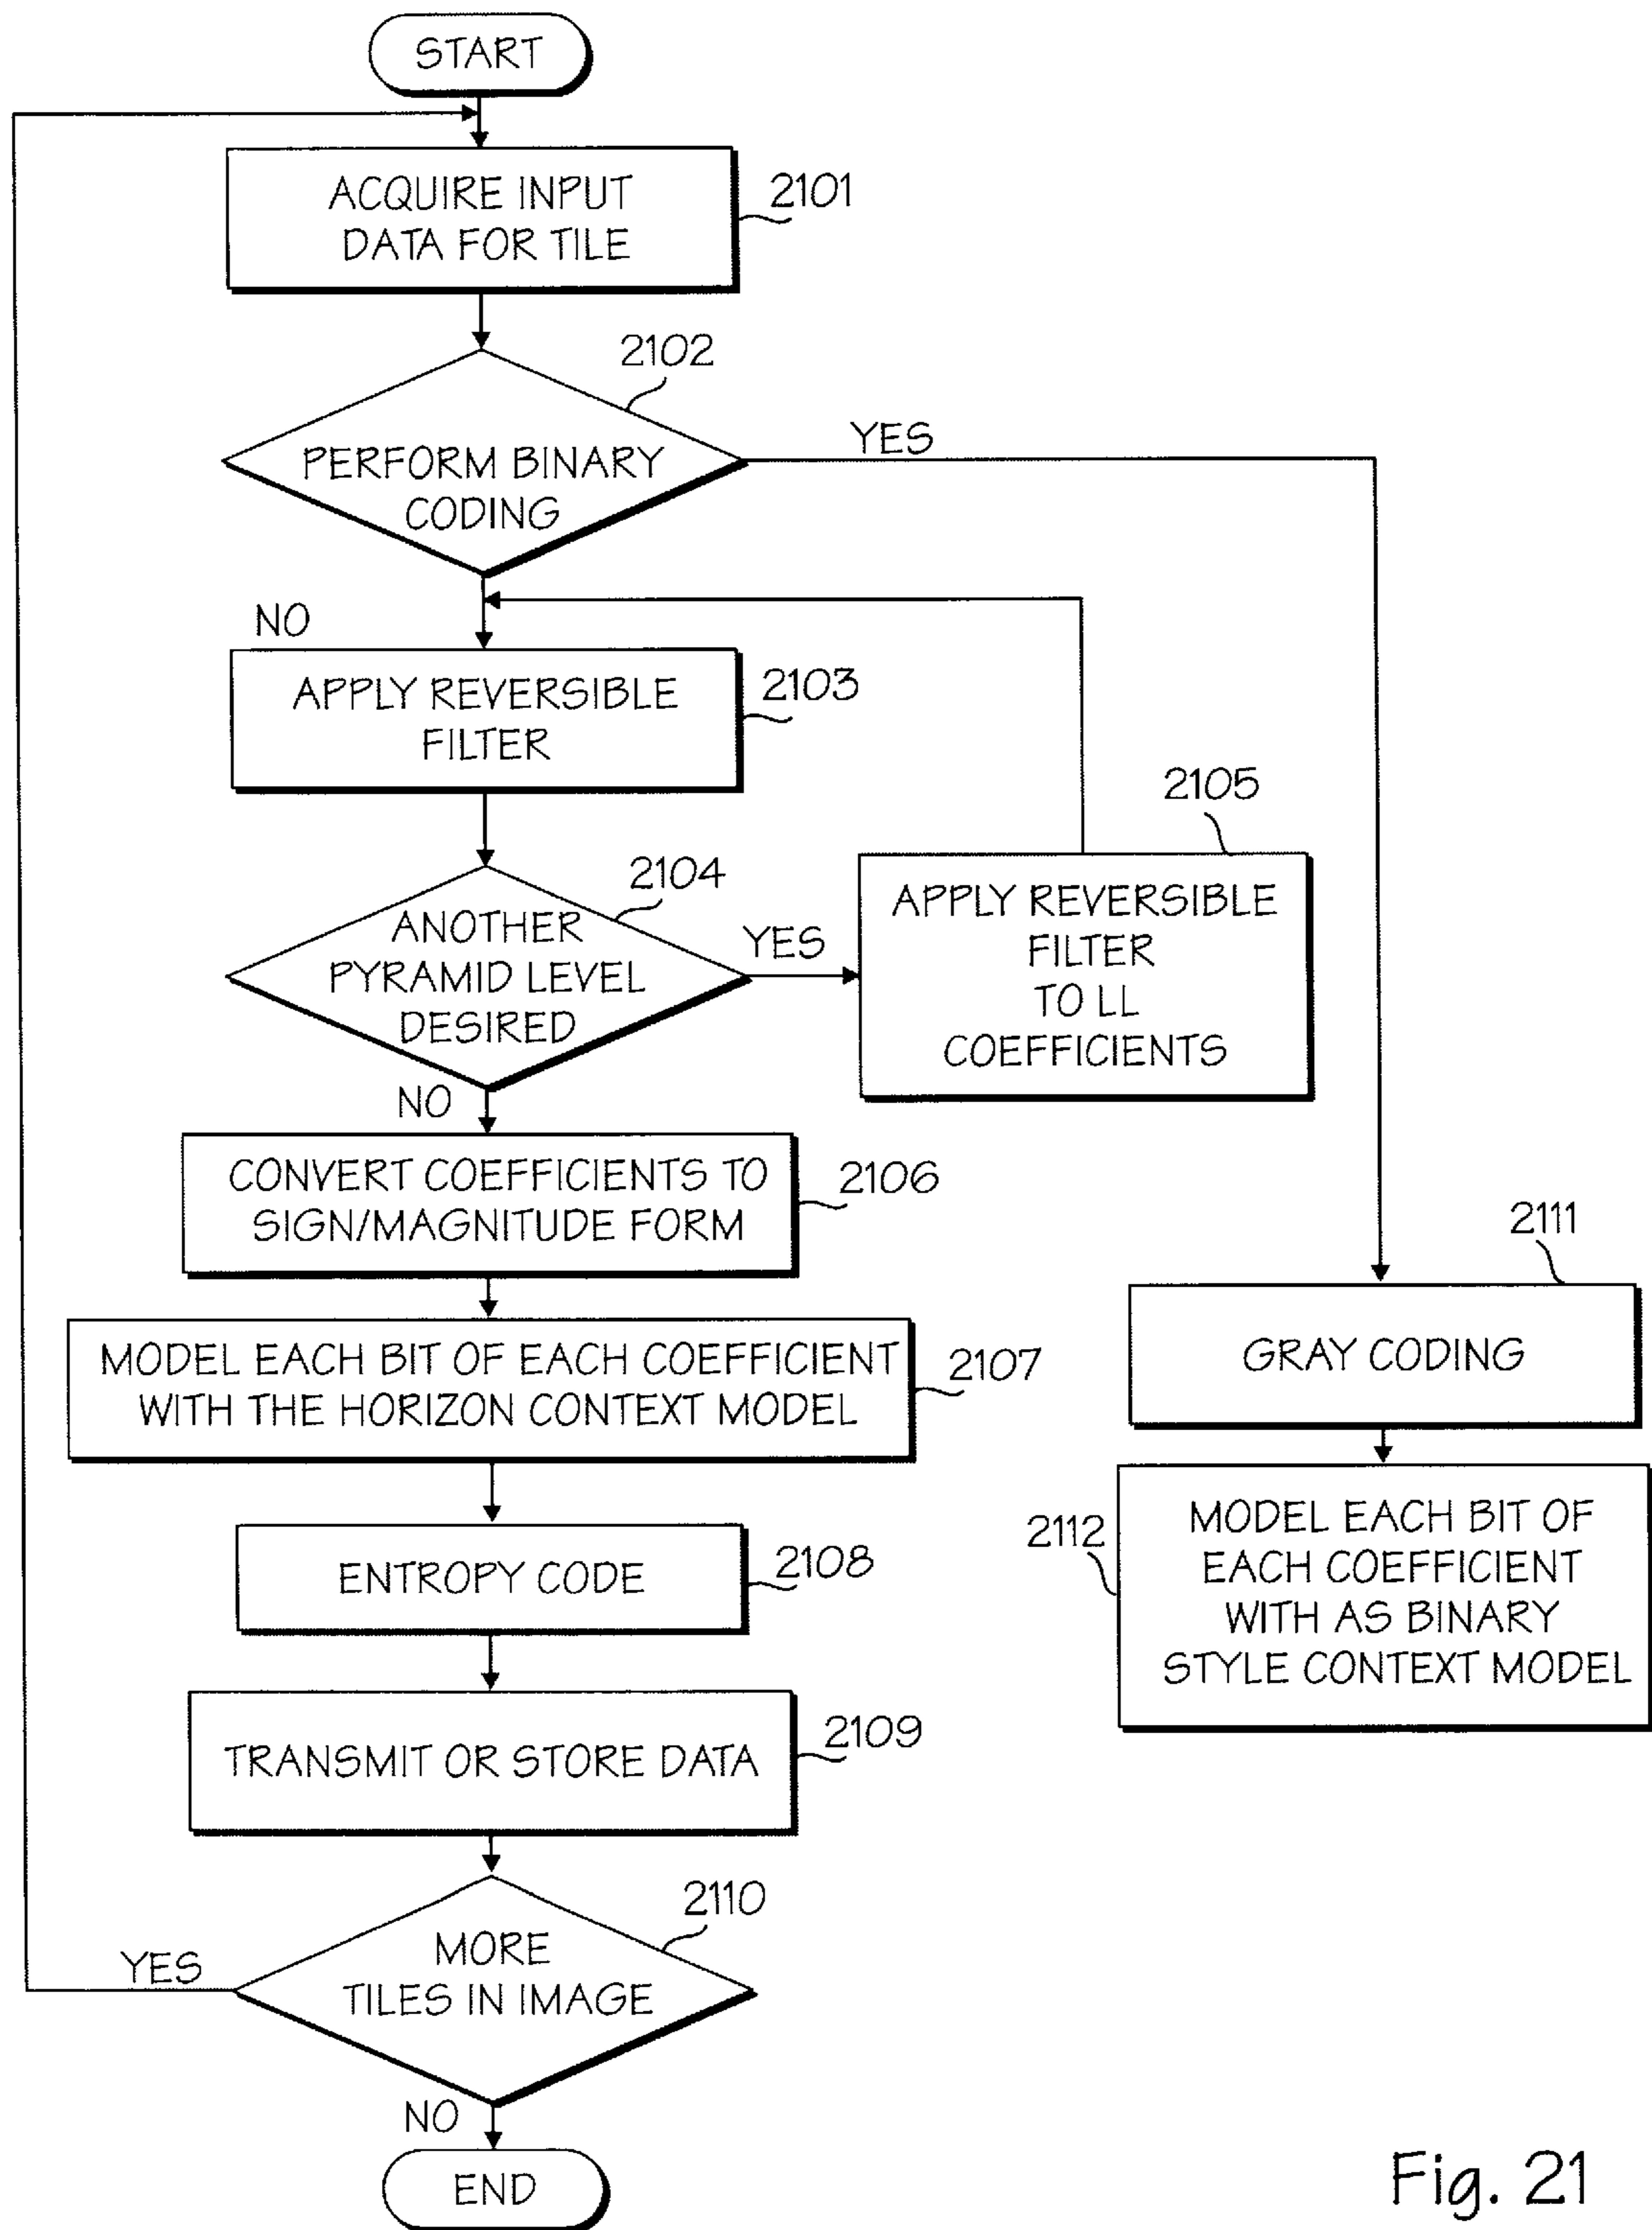 START
ACQUIRE INPUT
DATA FOR TILE
2101
2102
PERFORM BINARY
CODING
YES
NO
APPLY REVERSIBLE
FILTER
2103
2104
ANOTHER
PYRAMID LEVEL
DESIRED
YES
2105
APPLY REVERSIBLE
FILTER
TO LL
COEFFICIENTS
NO
CONVERT COEFFICIENTS TO
SIGN/MAGNITUDE FORM
2106
MODEL EACH BIT OF EACH COEFFICIENT
WITH THE HORIZON CONTEXT MODEL
2107
2111
GRAY CODING
2112
MODEL EACH BIT OF
EACH COEFFICIENT
WITH AS BINARY
STYLE CONTEXT MODEL
ENTROPY CODE
2108
TRANSMIT OR STORE DATA
2109
2110
MORE
TILES IN IMAGE
YES
NO
END
Fig. 21